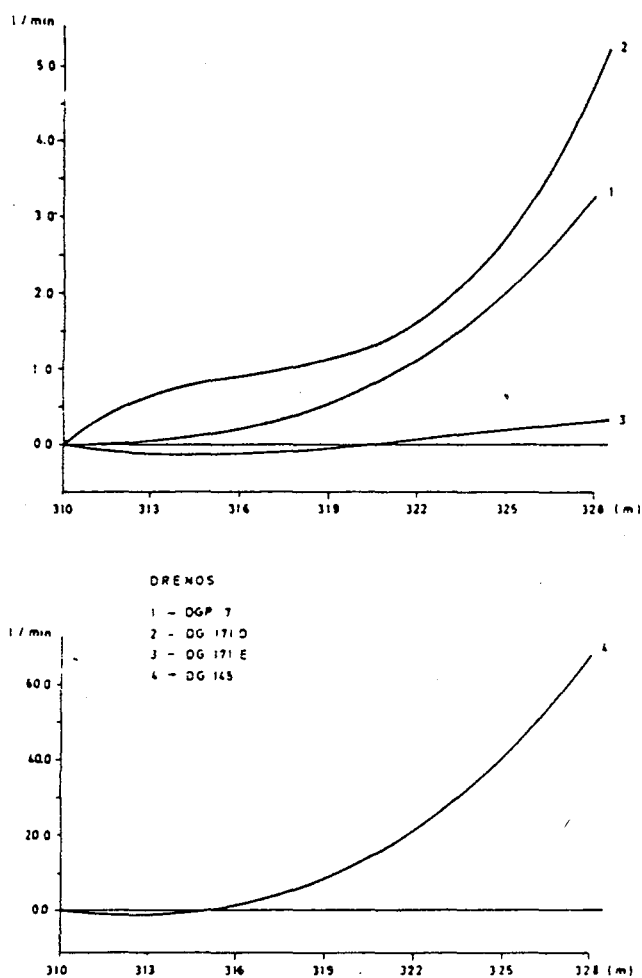 l/min
5.0
2
4.0
3.0
1
2.0
1.0
3
0.0
310 313 316 319 322 325 328 (m)
DRENOS
1 - DGP 7
2 - DG 171 D
3 - DG 171 E
4 - DG 145
l/min
60.0
4
40.0
20.0
0.0
310 313 316 319 322 325 328 (m)